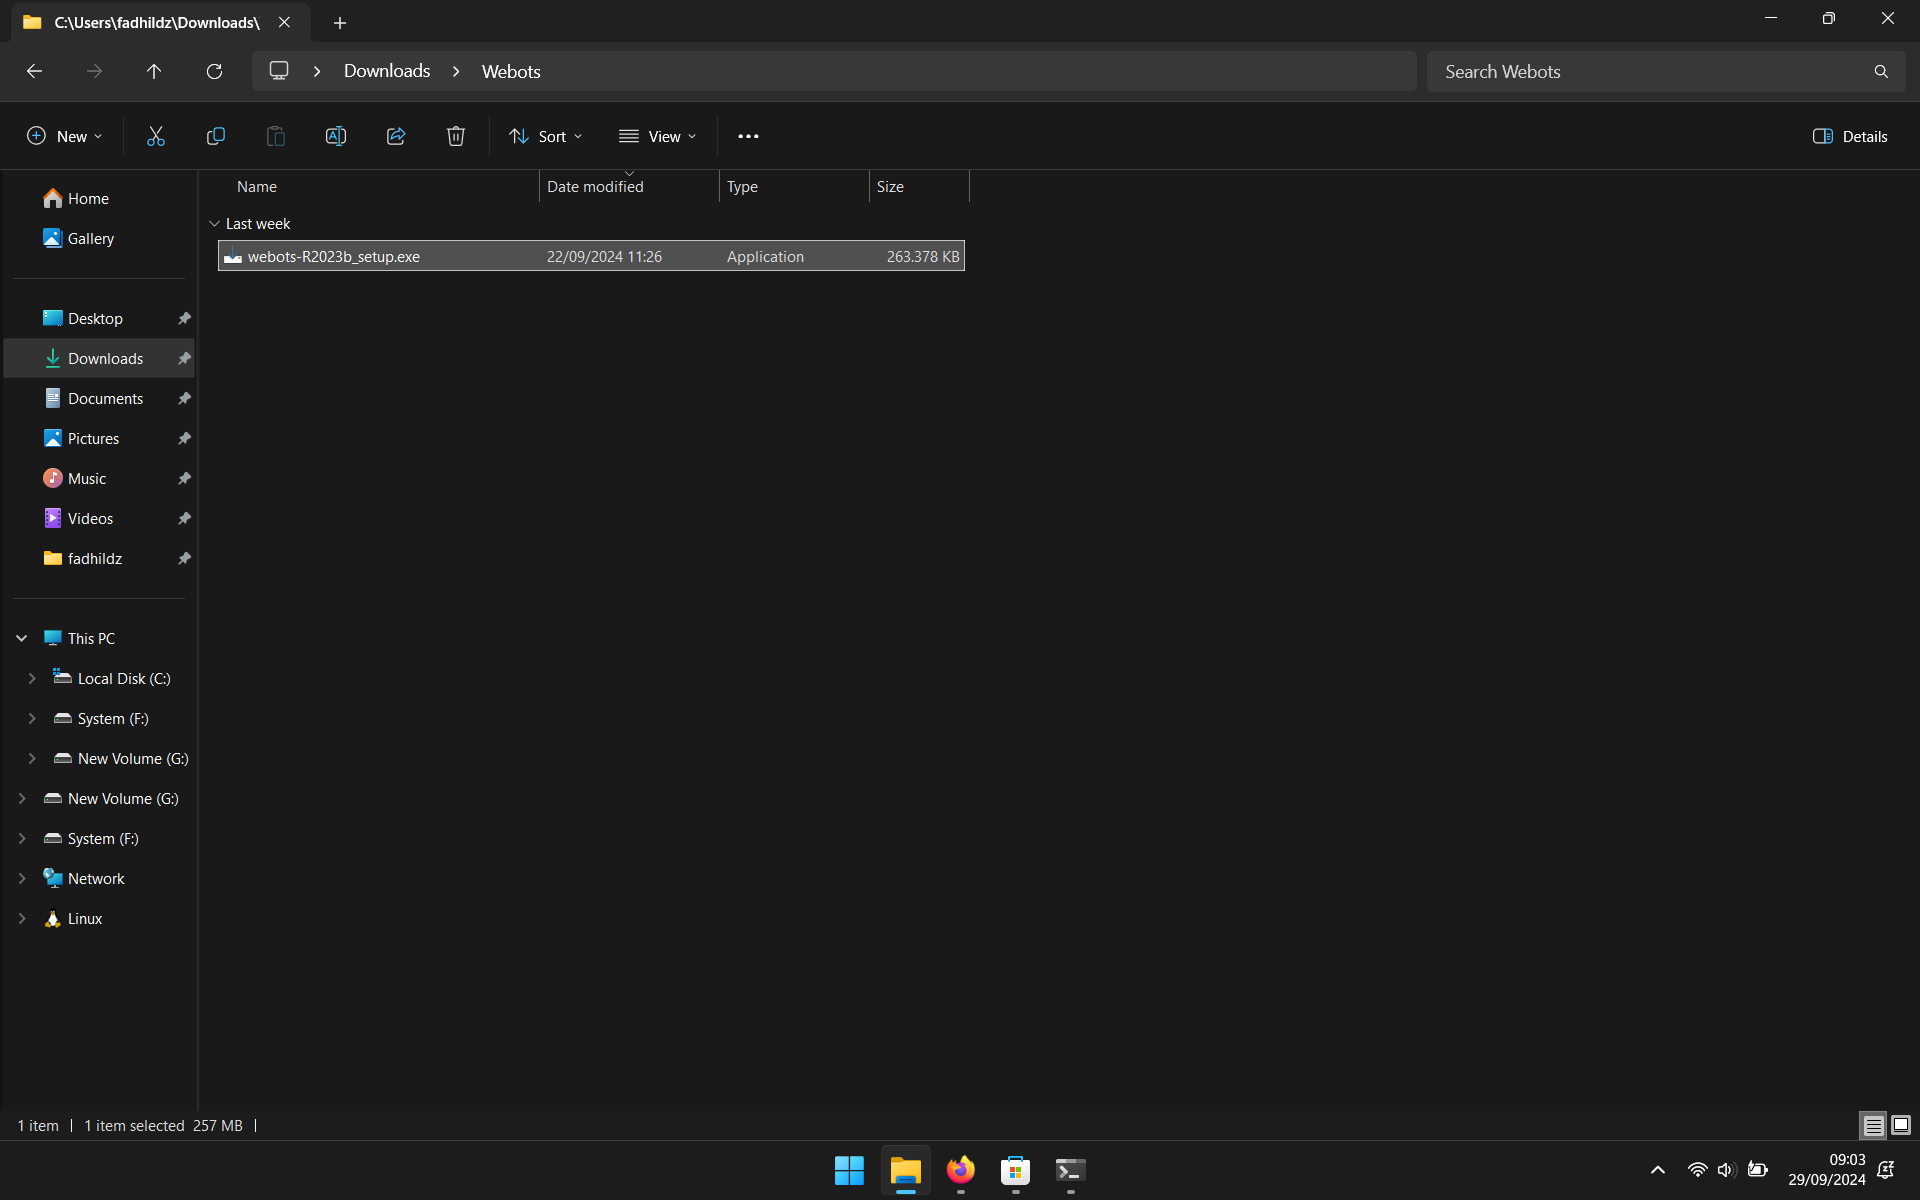 C:\Users\fadhildz\Downloads\
Downloads
Webots
Search Webots
New
Sort
View
Details
Home
Gallery
Desktop
Downloads
Documents
Pictures
Music
Videos
fadhildz
This PC
Local Disk (C:)
System (F:)
New Volume (G:)
New Volume (G:)
System (F:)
Network
Linux
Name Date modified Type Size
Last week
webots-R2023b_setup.exe 22/09/2024 11:26 Application 263.378 KB
1 item 1 item selected 257 MB
09:03
29/09/2024